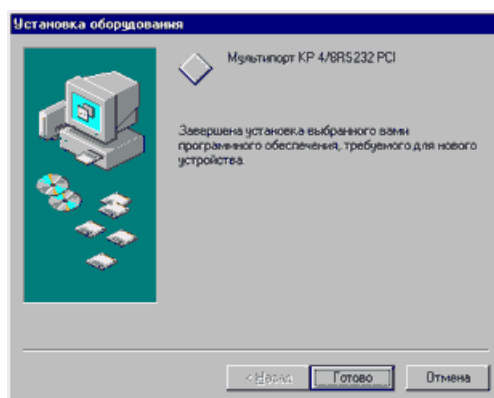 Установка оборудования
Мультипорт КР 4/8RS232 PCI
Завершена установка выбранного вами
программного обеспечения, требуемого для нового
устройства.
< Назад
Готово
Отмена